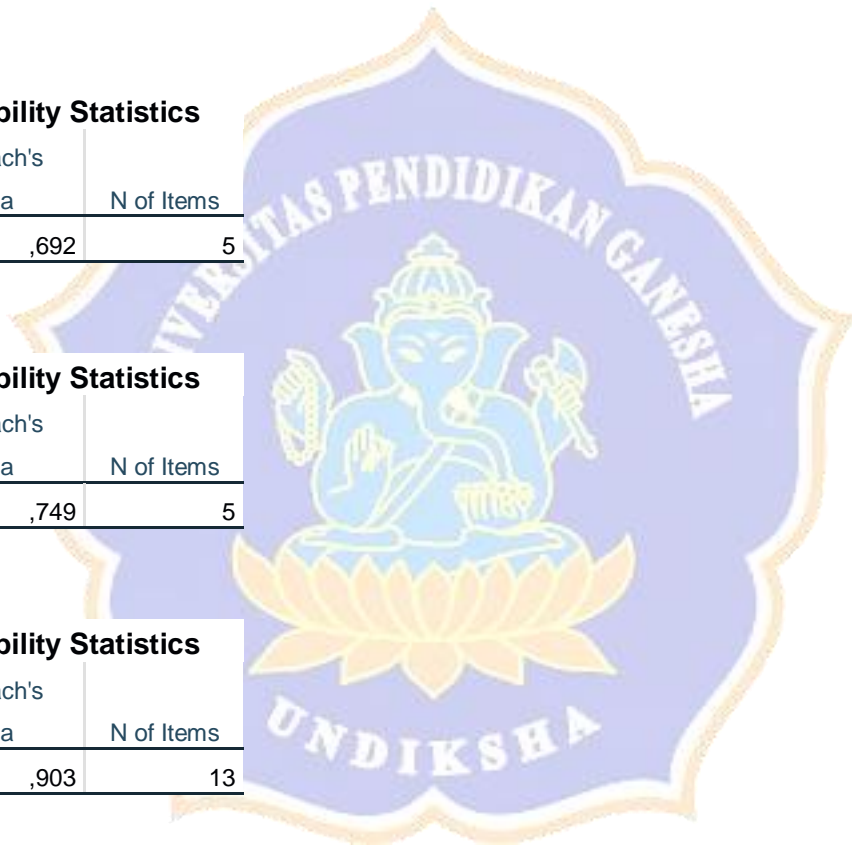 bility Statistics
ach's
a N of Items
,692 5
bility Statistics
ach's
a N of Items
,749 5
bility Statistics
ach's
a N of Items
,903 13
UNIVERSITAS PENDIDIKAN GANESHA
UNDIKSHA